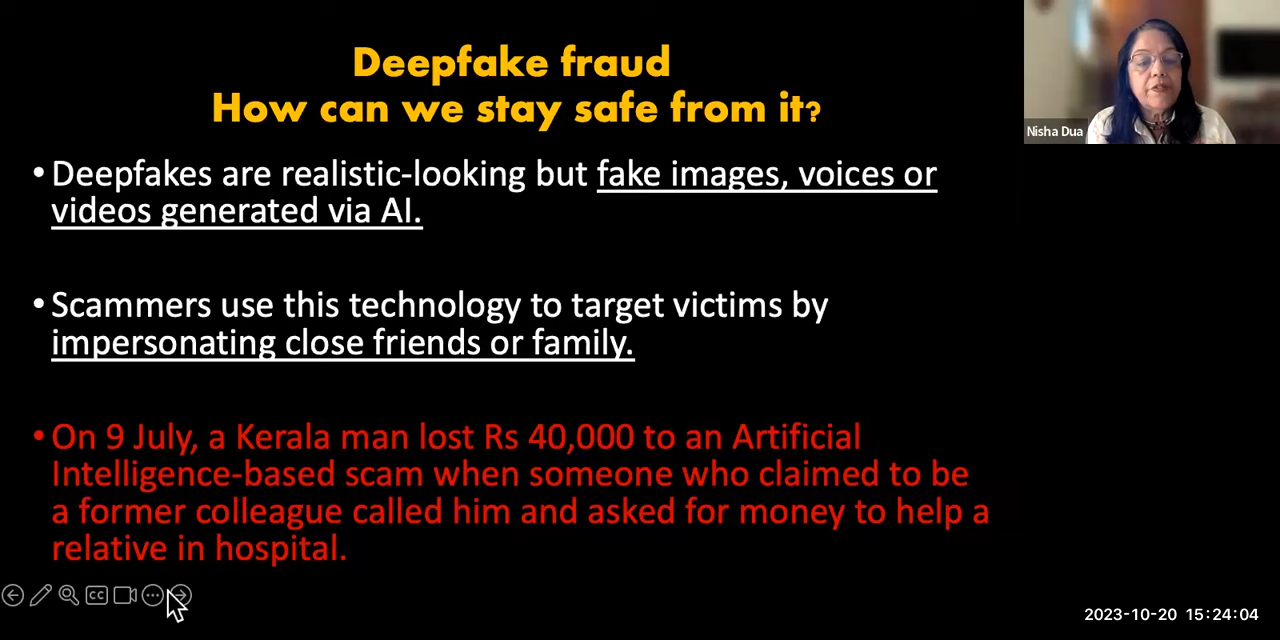 Deepfake fraud
How can we stay safe from it?
Nisha Dua
• Deepfakes are realistic-looking but fake images, voices or
videos generated via AI.
• Scammers use this technology to target victims by
impersonating close friends or family.
• On 9 July, a Kerala man lost Rs 40,000 to an Artificial
Intelligence-based scam when someone who claimed to be
a former colleague called him and asked for money to help a
relative in hospital.
CC
2023-10-20 15:24:04